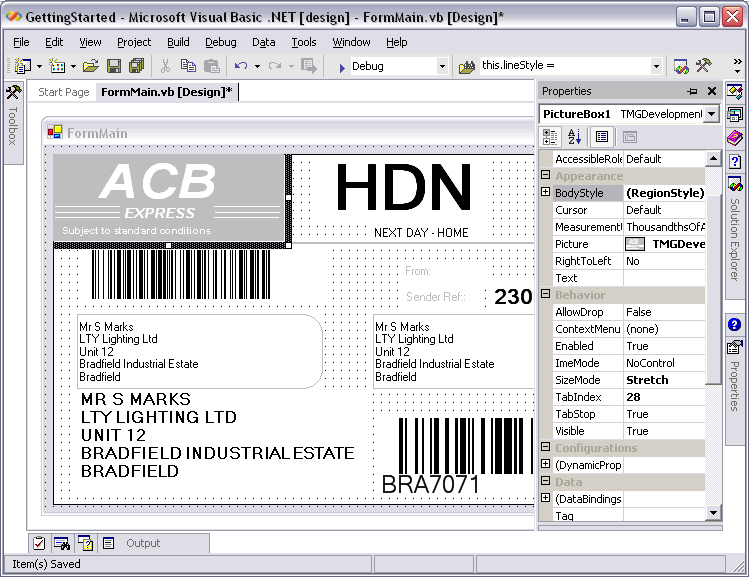 GettingStarted - Microsoft Visual Basic .NET [design] - FormMain.vb [Design]*
File Edit View Project Build Debug Data Tools Window Help
Debug this.lineStyle =
Toolbox
Start Page FormMain.vb [Design]*
FormMain
ACB
EXPRESS
Subject to standard conditions
HDN
NEXT DAY - HOME
From:
Sender Ref.: 230
Mr S Marks
LTY Lighting Ltd
Unit 12
Bradfield Industrial Estate
Bradfield
Mr S Marks
LTY Lighting Ltd
Unit 12
Bradfield Industrial Estate
Bradfield
MR S MARKS
LTY LIGHTING LTD
UNIT 12
BRADFIELD INDUSTRIAL ESTATE
BRADFIELD
BRA7071
Properties
PictureBox1 TMGDevelopment
AccessibleRole Default
Appearance
BodyStyle (RegionStyle)
Cursor Default
MeasurementU ThousandthsOfA
Picture TMGDeve
RightToLeft No
Text
Behavior
AllowDrop False
ContextMenu (none)
Enabled True
ImeMode NoControl
SizeMode Stretch
TabIndex 28
TabStop True
Visible True
Configurations
(DynamicProp
Data
(DataBindings
Tag
Solution Explorer
Properties
Output
Item(s) Saved